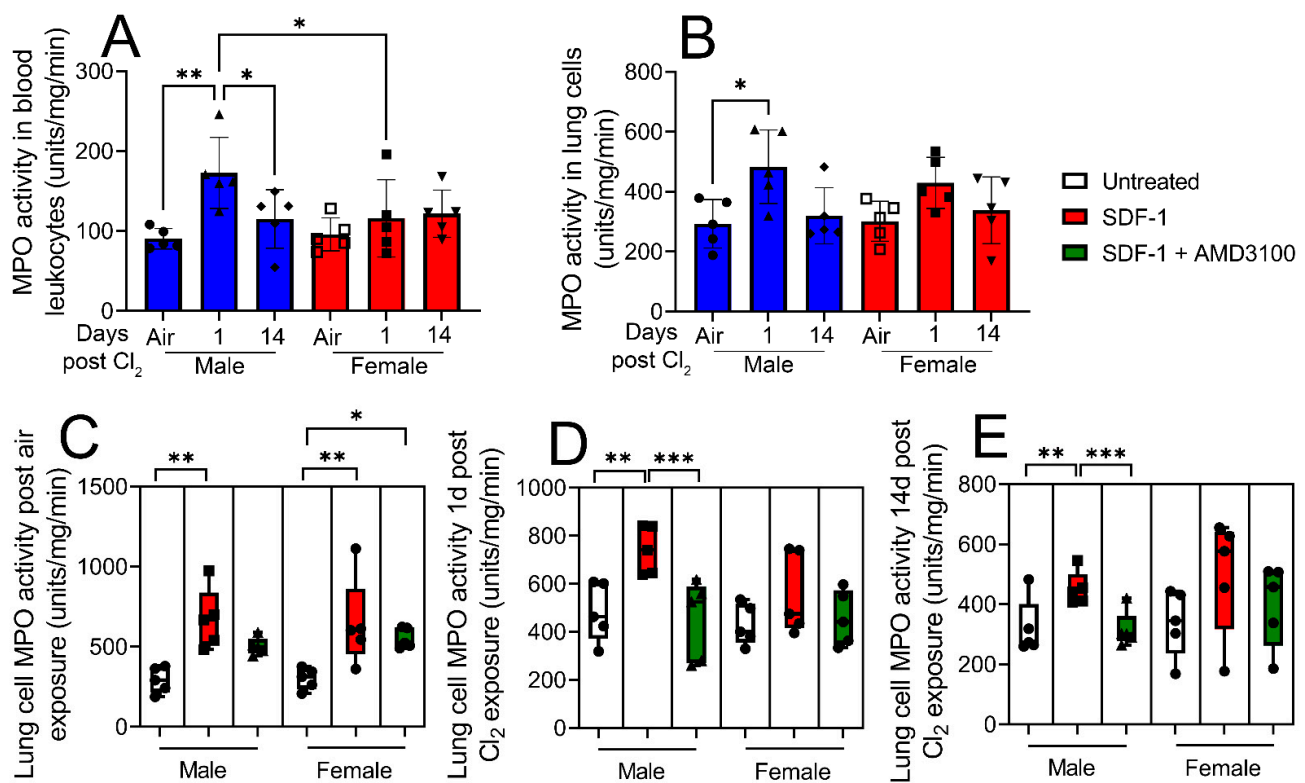 A
MPO activity in blood
leukocytes (units/mg/min)
300
200
100
0
**
*
*
Days
post Cl₂
Air
1
14
Air
1
14
Male
Female
B
MPO activity in lung cells
(units/mg/min)
800
600
400
200
0
*
Days
post Cl₂
Air
1
14
Air
1
14
Male
Female
Untreated
SDF-1
SDF-1 + AMD3100
C
Lung cell MPO activity post air
exposure (units/mg/min)
1500
1000
500
0
**
**
*
Male
Female
D
Lung cell MPO activity 1d post
Cl₂ exposure (units/mg/min)
1000
800
600
400
200
0
**
***
Male
Female
E
Lung cell MPO activity 14d post
Cl₂ exposure (units/mg/min)
800
600
400
200
0
**
***
Male
Female